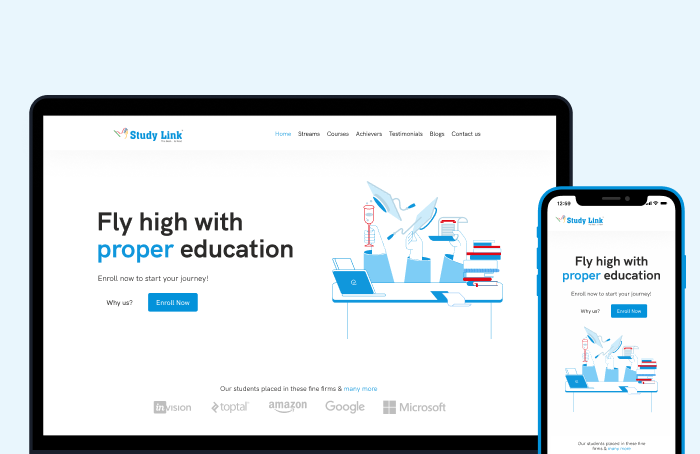 Study Link
Home Streams Courses Achievers Testimonials Blogs Contact us
Fly high with
proper education
Enroll now to start your journey!
Why us? Enroll Now
Our students placed in these fine firms & many more
InVision toptal amazon Google Microsoft
12:59
Study Link
Fly high with
proper education
Enroll now to start your journey!
Why us? Enroll Now
Our students placed in these fine
firms & many more